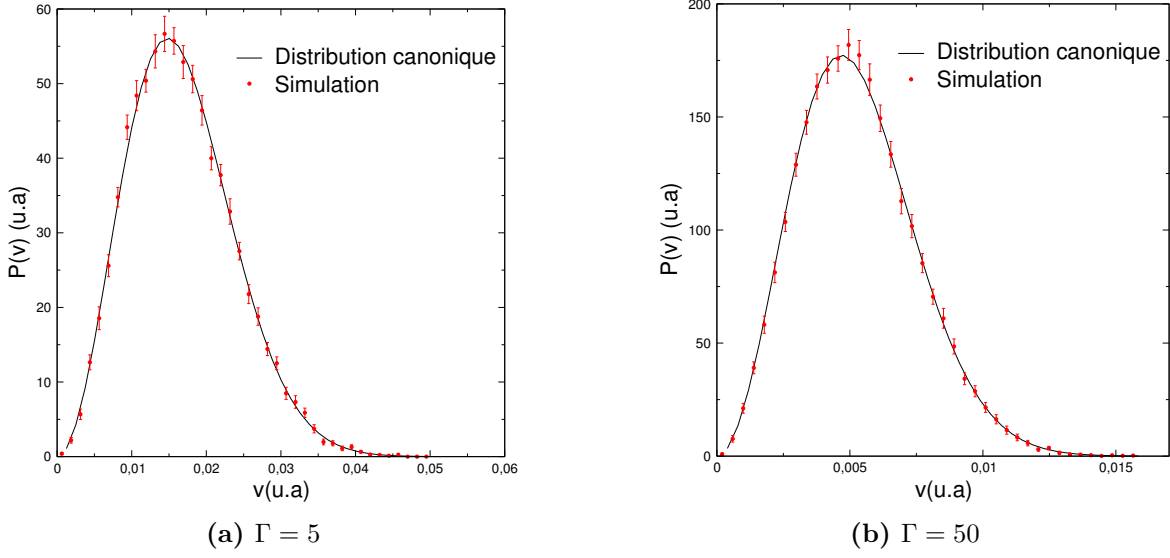 60
50
40
30
20
10
0
P(v) (u.a)
Distribution canonique
Simulation
0
0,01
0,02
0,03
0,04
0,05
0,06
v(u.a)
(a) Γ = 5
200
150
100
50
0
P(v) (u.a)
Distribution canonique
Simulation
0
0,005
0,01
0,015
v(u.a)
(b) Γ = 50